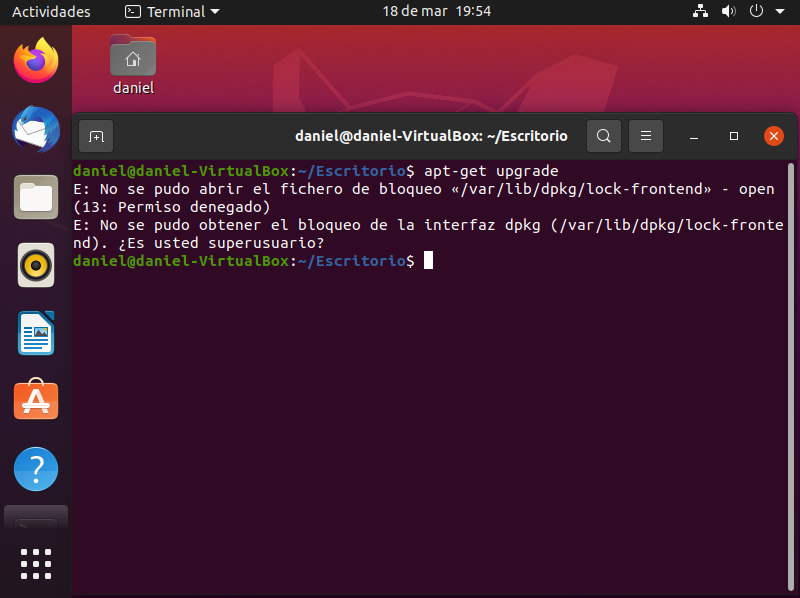 Actividades Terminal 18 de mar 19:54
daniel
daniel@daniel-VirtualBox: ~/Escritorio
daniel@daniel-VirtualBox:~/Escritorio$ apt-get upgrade
E: No se pudo abrir el fichero de bloqueo «/var/lib/dpkg/lock-frontend» - open
(13: Permiso denegado)
E: No se pudo obtener el bloqueo de la interfaz dpkg (/var/lib/dpkg/lock-fronte
nd). ¿Es usted superusuario?
daniel@daniel-VirtualBox:~/Escritorio$